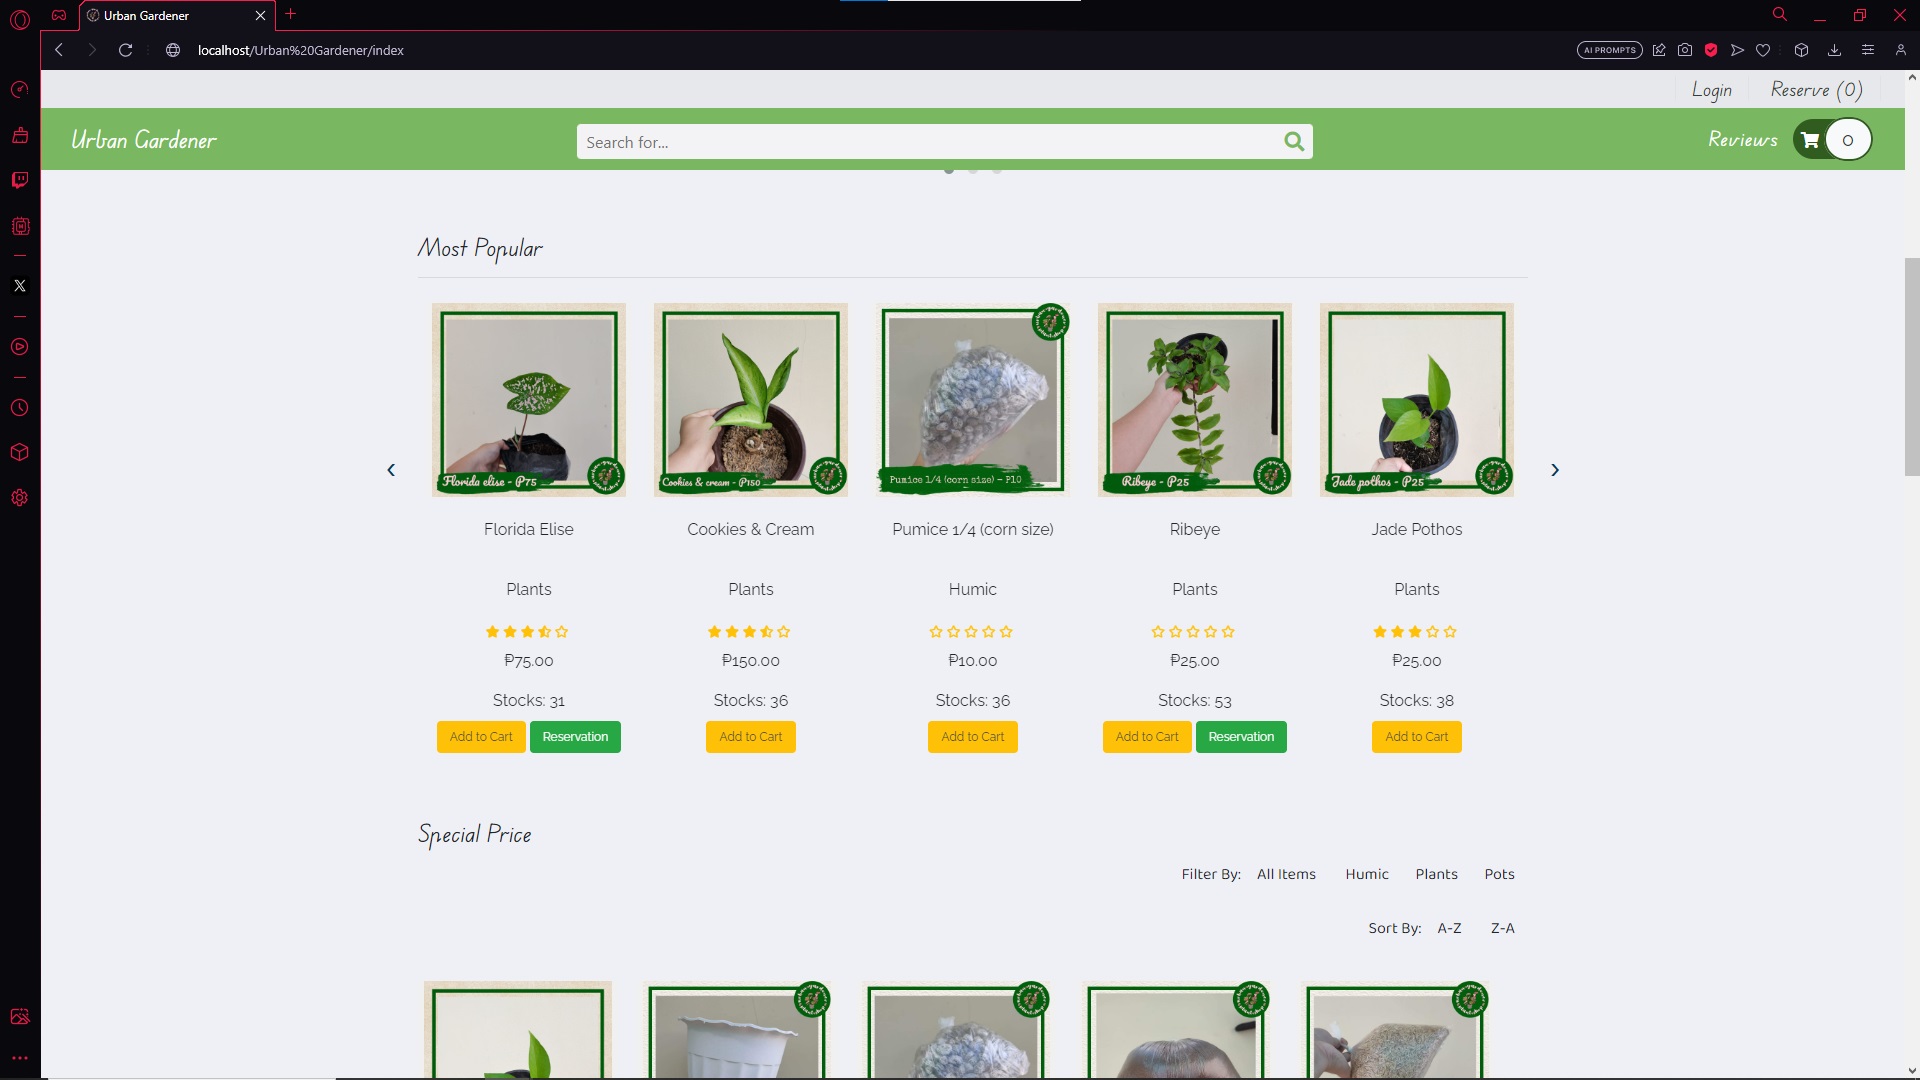 Urban Gardener
localhost/Urban%20Gardener/index
AI PROMPTS
Login
Reserve (0)
Urban Gardener
Search for...
Reviews
0
Most Popular
Florida elise - ₱75
Cookies & cream - ₱150
Pumice 1/4 (corn size) - P10
Ribeye - ₱25
Jade pothos - ₱25
Florida Elise
Cookies & Cream
Pumice 1/4 (corn size)
Ribeye
Jade Pothos
Plants
Plants
Humic
Plants
Plants
₱75.00
₱150.00
₱10.00
₱25.00
₱25.00
Stocks: 31
Stocks: 36
Stocks: 36
Stocks: 53
Stocks: 38
Add to Cart
Reservation
Add to Cart
Add to Cart
Add to Cart
Reservation
Add to Cart
Special Price
Filter By: All Items Humic Plants Pots
Sort By: A-Z Z-A